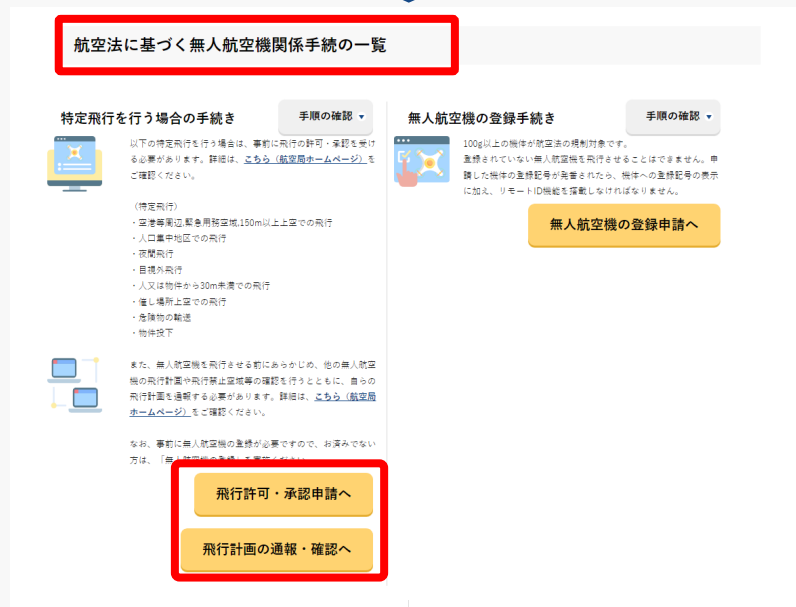 航空法に基づく無人航空機関係手続の一覧
特定飛行を行う場合の手続き
手順の確認
以下の特定飛行を行う場合は、事前に飛行の許可・承認を受け
る必要があります。詳細は、こちら（航空局ホームページ）を
ご確認ください。
（特定飛行）
・空港等周辺,緊急用務空域,150m以上上空での飛行
・人口集中地区での飛行
・夜間飛行
・目視外飛行
・人又は物件から30m未満での飛行
・催し場所上空での飛行
・危険物の輸送
・物件投下
また、無人航空機を飛行させる前にあらかじめ、他の無人航空
機の飛行計画や飛行禁止空域等の確認を行うとともに、自らの
飛行計画を通報する必要があります。詳細は、こちら（航空局
ホームページ）をご確認ください。
なお、事前に無人航空機の登録が必要ですので、お済みでない
方は、「無人航空機の登録」を実施ください。
飛行許可・承認申請へ
飛行計画の通報・確認へ
無人航空機の登録手続き
手順の確認
100g以上の機体が航空法の規制対象です。
登録されていない無人航空機を飛行させることはできません。申
請した機体の登録記号が発番されたら、機体への登録記号の表示
に加え、リモートID機能を搭載しなければなりません。
無人航空機の登録申請へ